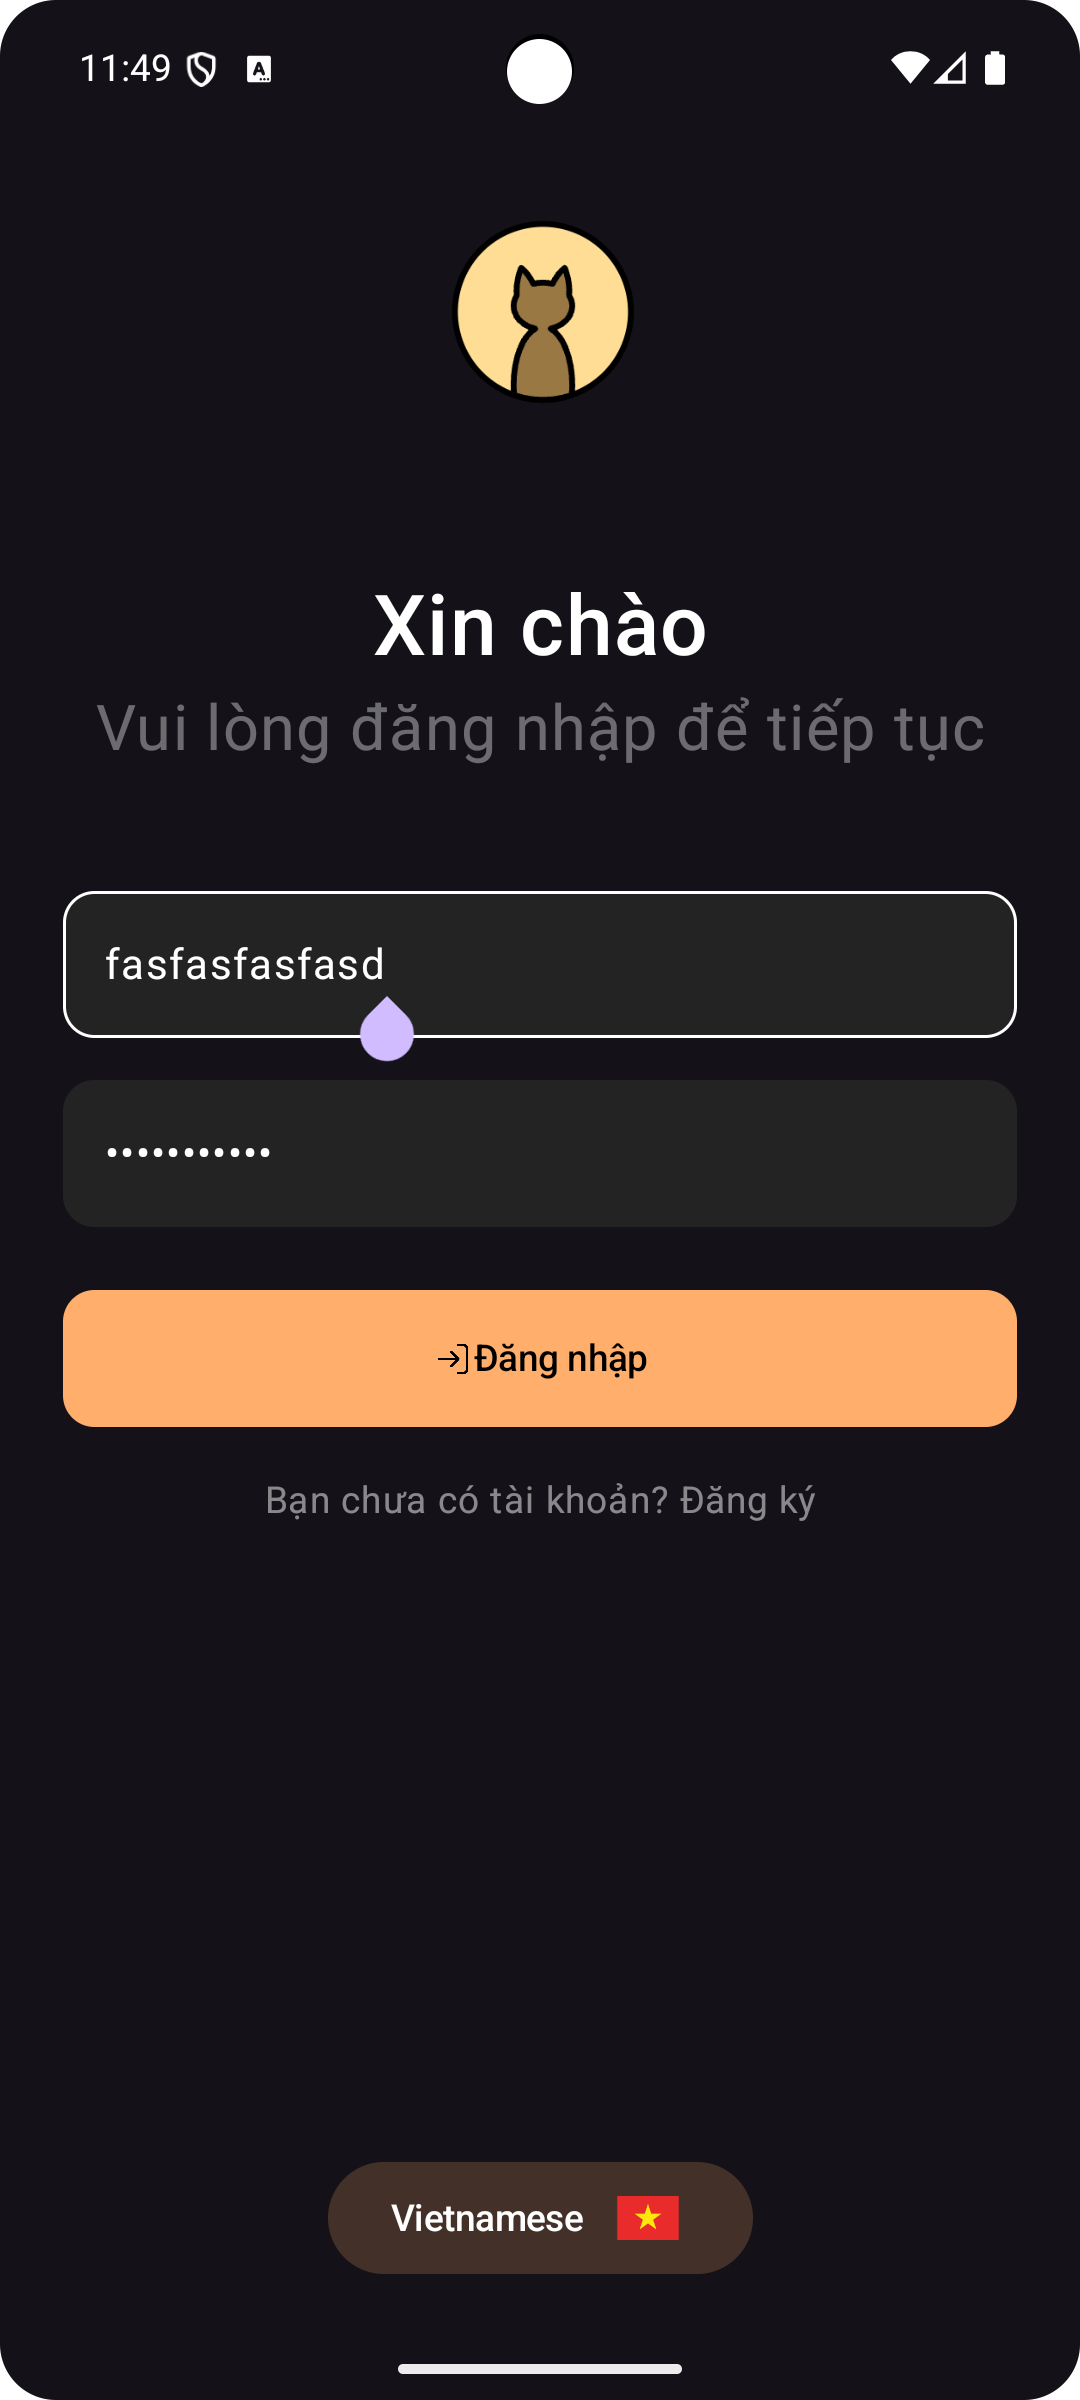 11:49
Xin chào
Vui lòng đăng nhập để tiếp tục
fasfasfasfasd
•••••••••••
Đăng nhập
Bạn chưa có tài khoản? Đăng ký
Vietnamese